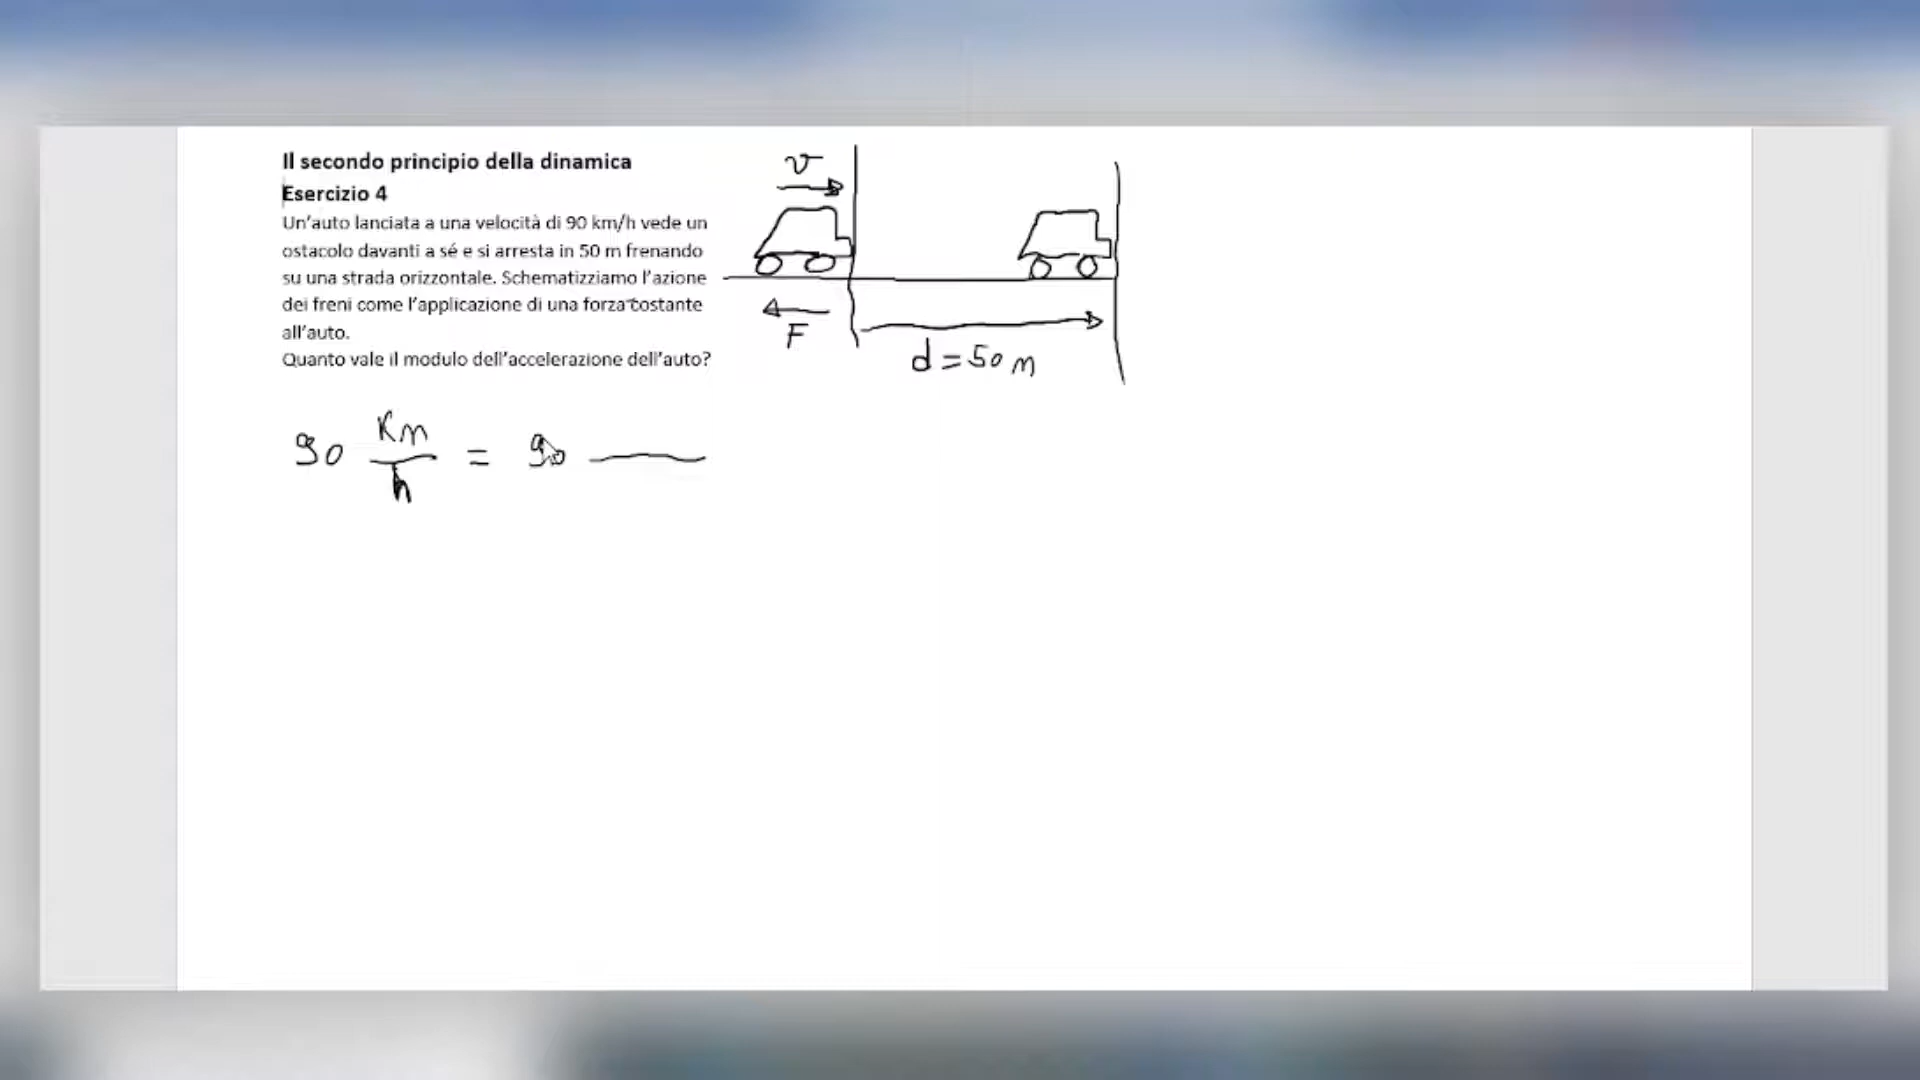 Il secondo principio della dinamica
Esercizio 4
Un'auto lanciata a una velocità di 90 km/h vede un
ostacolo davanti a sé e si arresta in 50 m frenando
su una strada orizzontale. Schematizziamo l'azione
dei freni come l'applicazione di una forza costante
all'auto.
Quanto vale il modulo dell'accelerazione dell'auto?
v
F
d = 50 m
90 Km/h = 90